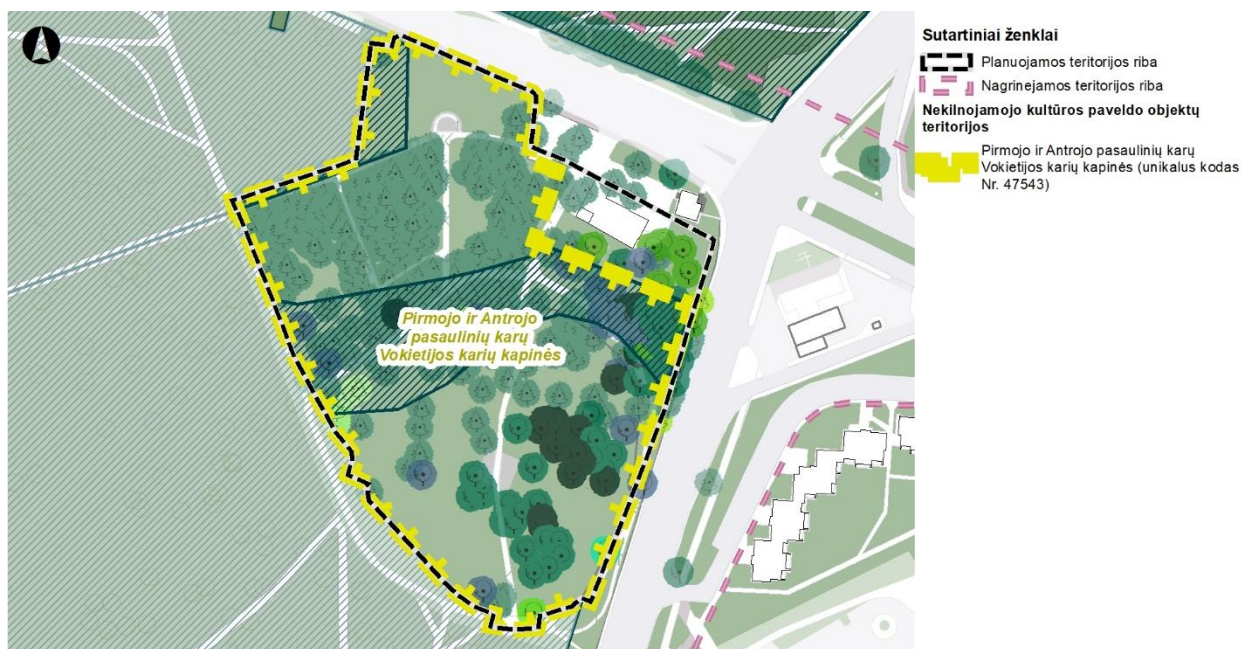 Sutartiniai ženklai
Planuojamos teritorijos riba
Nagrinejamos teritorijos riba
Nekilnojamojo kultūros paveldo objektų
teritorijos
Pirmojo ir Antrojo pasaulinių karų
Vokietijos karių kapinės (unikalus kodas
Nr. 47543)
Pirmojo ir Antrojo
pasaulinių karų
Vokietijos karių kapinės